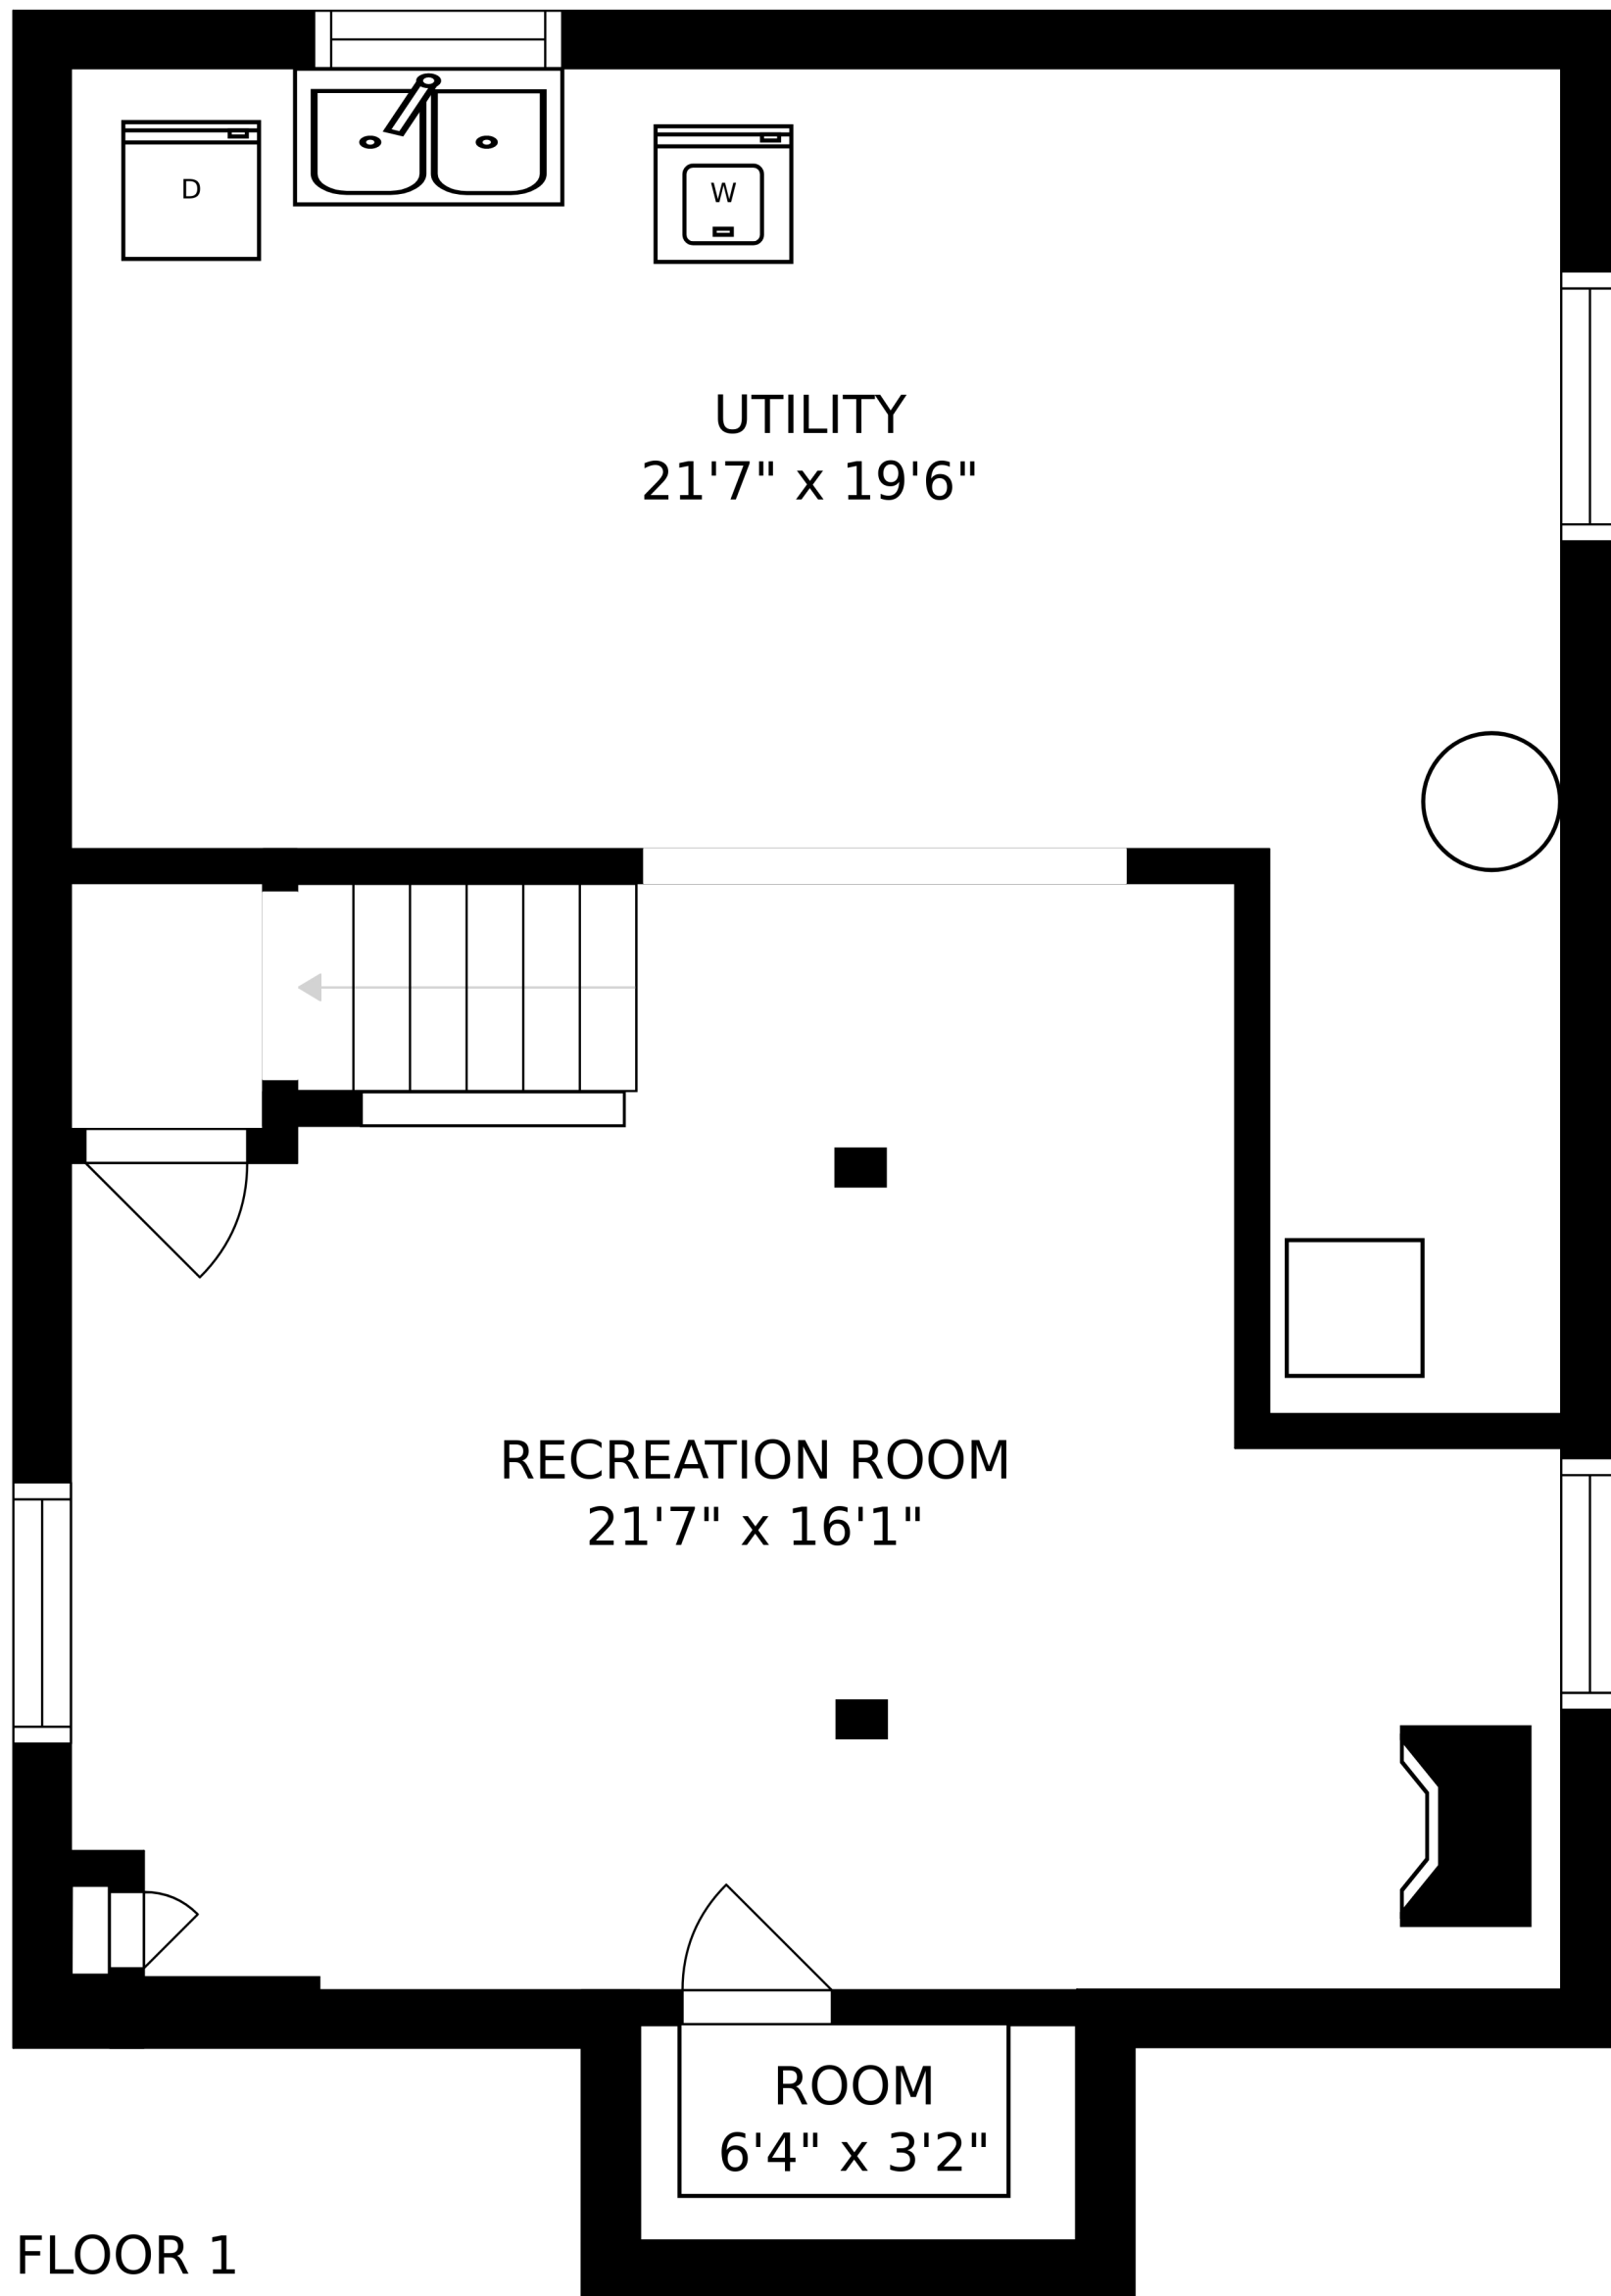 D
W
UTILITY
21'7" x 19'6"
RECREATION ROOM
21'7" x 16'1"
ROOM
6'4" x 3'2"
FLOOR 1